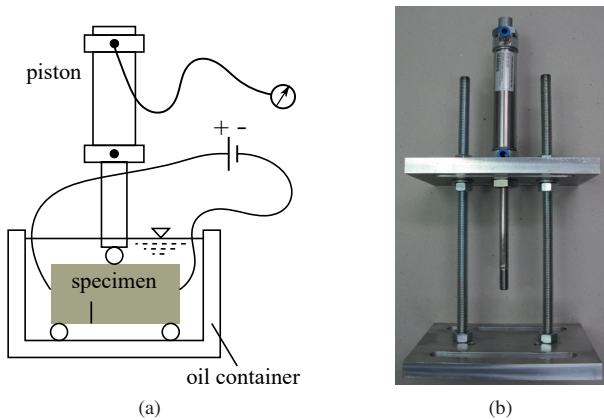 piston
+ -
specimen
oil container
(a)
(b)